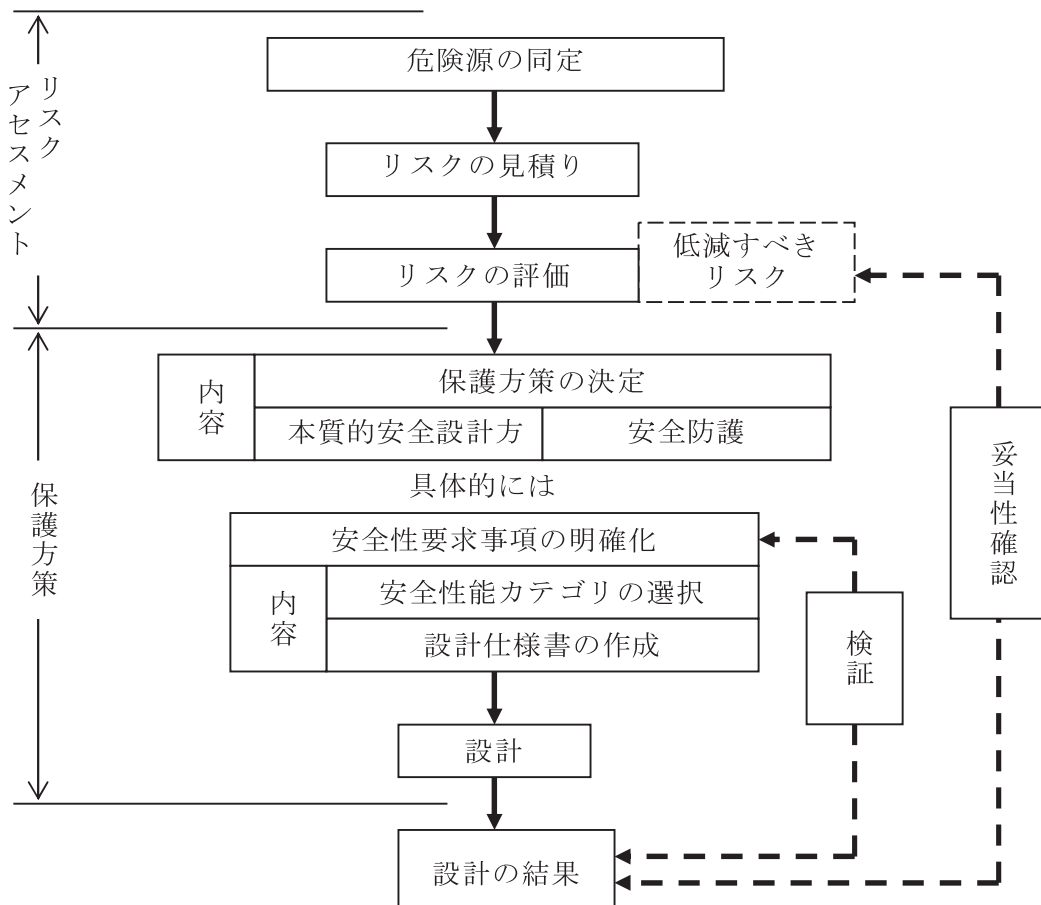 危険源の同定
リスク
アセスメント
リスクの見積り
リスクの評価
低減すべき
リスク
保護方策
内容
保護方策の決定
本質的安全設計方
安全防護
具体的には
安全性要求事項の明確化
内容
安全性能カテゴリの選択
設計仕様書の作成
設計
設計の結果
検証
妥当性確認